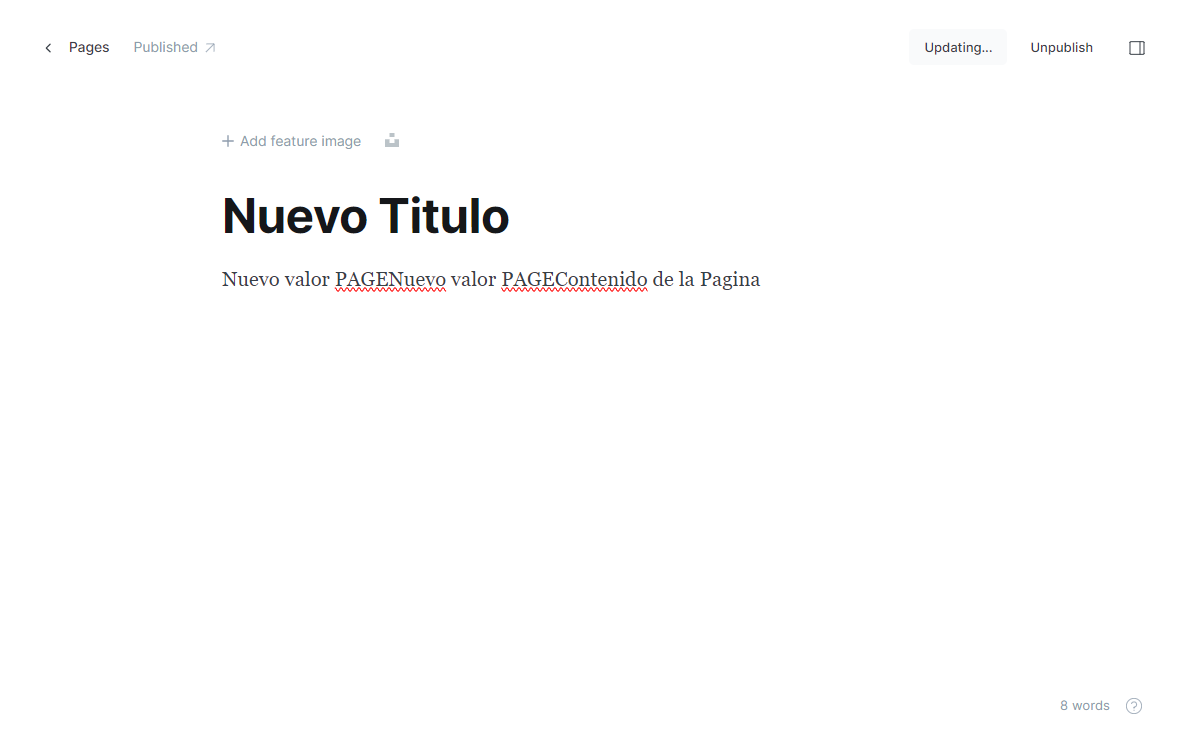 Pages Published Updating... Unpublish
Add feature image
Nuevo Titulo
Nuevo valor PAGENuevo valor PAGEContenido de la Pagina
8 words ?